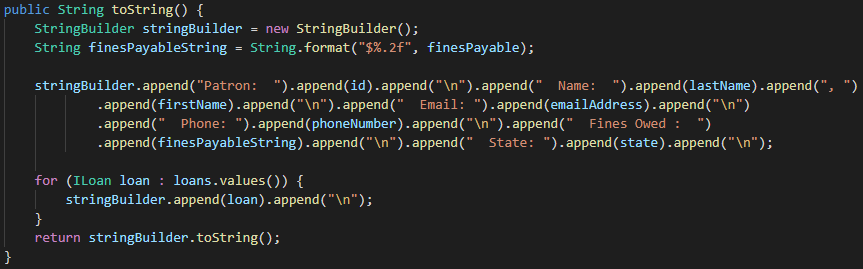 public String toString() {
    StringBuilder stringBuilder = new StringBuilder();
    String finesPayableString = String.format("$%.2f", finesPayable);

    stringBuilder.append("Patron:  ").append(id).append("\n").append("  Name:  ").append(lastName).append(", ")
            .append(firstName).append("\n").append("  Email: ").append(emailAddress).append("\n")
            .append("  Phone: ").append(phoneNumber).append("\n").append("  Fines Owed :  ")
            .append(finesPayableString).append("\n").append("  State: ").append(state).append("\n");

    for (ILoan loan : loans.values()) {
        stringBuilder.append(loan).append("\n");
    }
    return stringBuilder.toString();
}